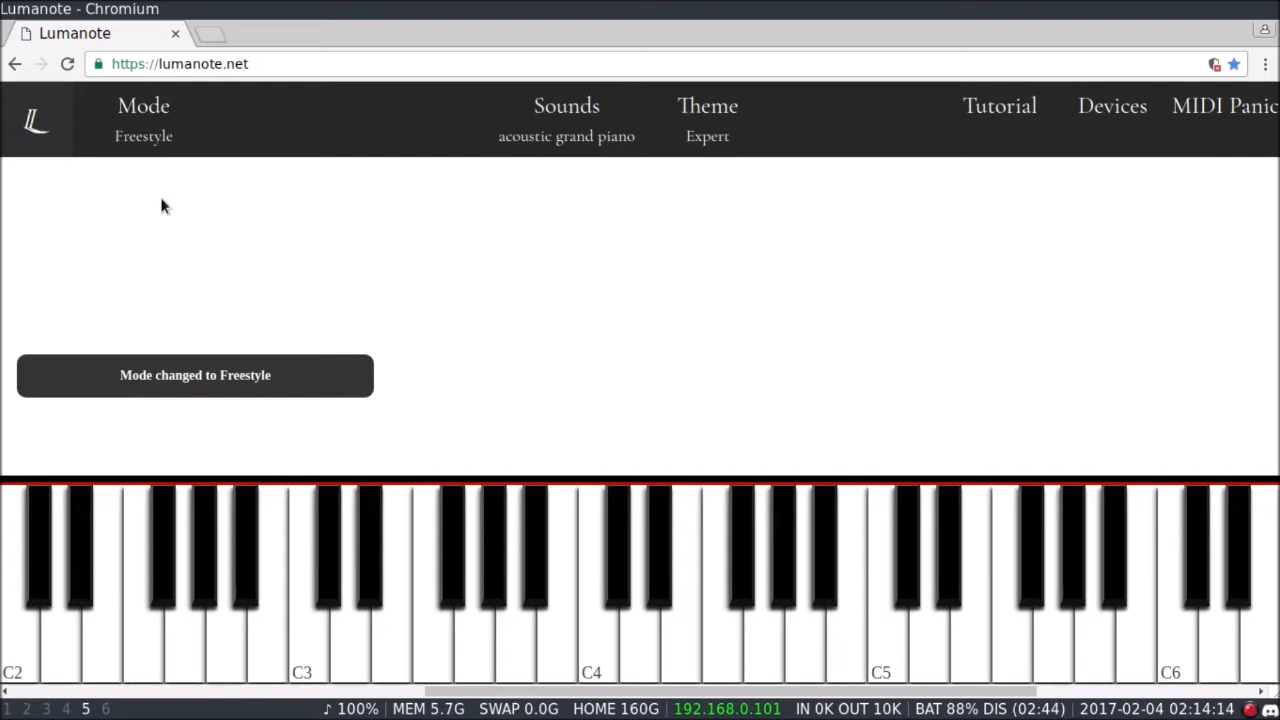 Lumanote - Chromium
Lumanote
https://lumanote.net
L
Mode
Freestyle
Sounds
acoustic grand piano
Theme
Expert
Tutorial
Devices
MIDI Panic
Mode changed to Freestyle
C2
C3
C4
C5
C6
1 2 3 4 5 6
♪ 100% | MEM 5.7G SWAP 0.0G HOME 160G | 192.168.0.101 IN 0K OUT 10K | BAT 88% DIS (02:44) | 2017-02-04 02:14:14